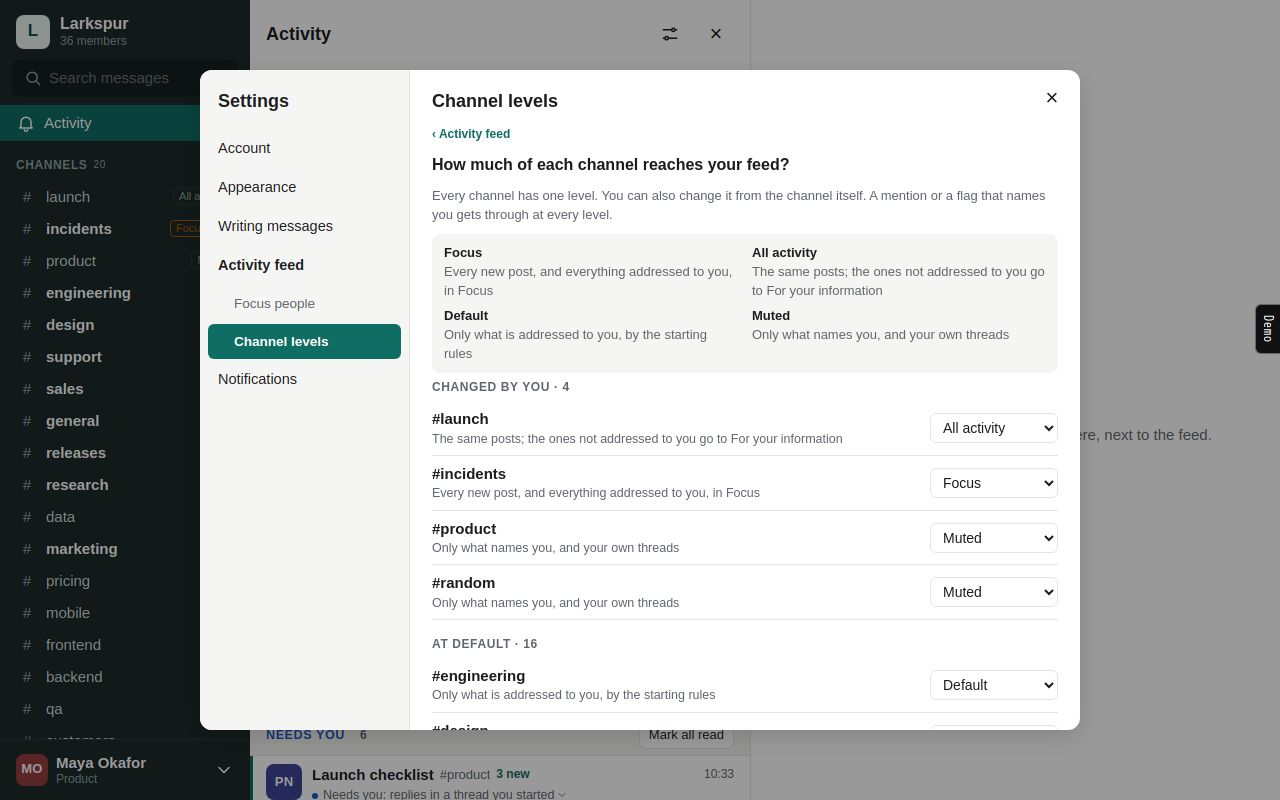 L
Larkspur
36 members
Search messages
Activity
CHANNELS 20
# launch
# incidents
# product
# engineering
# design
# support
# sales
# general
# releases
# research
# data
# marketing
# pricing
# mobile
# frontend
# backend
# qa
MO
Maya Okafor
Product
Activity
Settings
Account
Appearance
Writing messages
Activity feed
Focus people
Channel levels
Notifications
Channel levels
‹ Activity feed
How much of each channel reaches your feed?
Every channel has one level. You can also change it from the channel itself. A mention or a flag that names
you gets through at every level.
Focus
Every new post, and everything addressed to you,
in Focus
All activity
The same posts; the ones not addressed to you go
to For your information
Default
Only what is addressed to you, by the starting
rules
Muted
Only what names you, and your own threads
CHANGED BY YOU · 4
#launch
The same posts; the ones not addressed to you go to For your information
All activity
#incidents
Every new post, and everything addressed to you, in Focus
Focus
#product
Only what names you, and your own threads
Muted
#random
Only what names you, and your own threads
Muted
AT DEFAULT · 16
#engineering
Only what is addressed to you, by the starting rules
Default
NEEDS YOU 6
Mark all read
PN
Launch checklist #product 3 new
10:33
Needs you: replies in a thread you started
next to the feed.
Demo